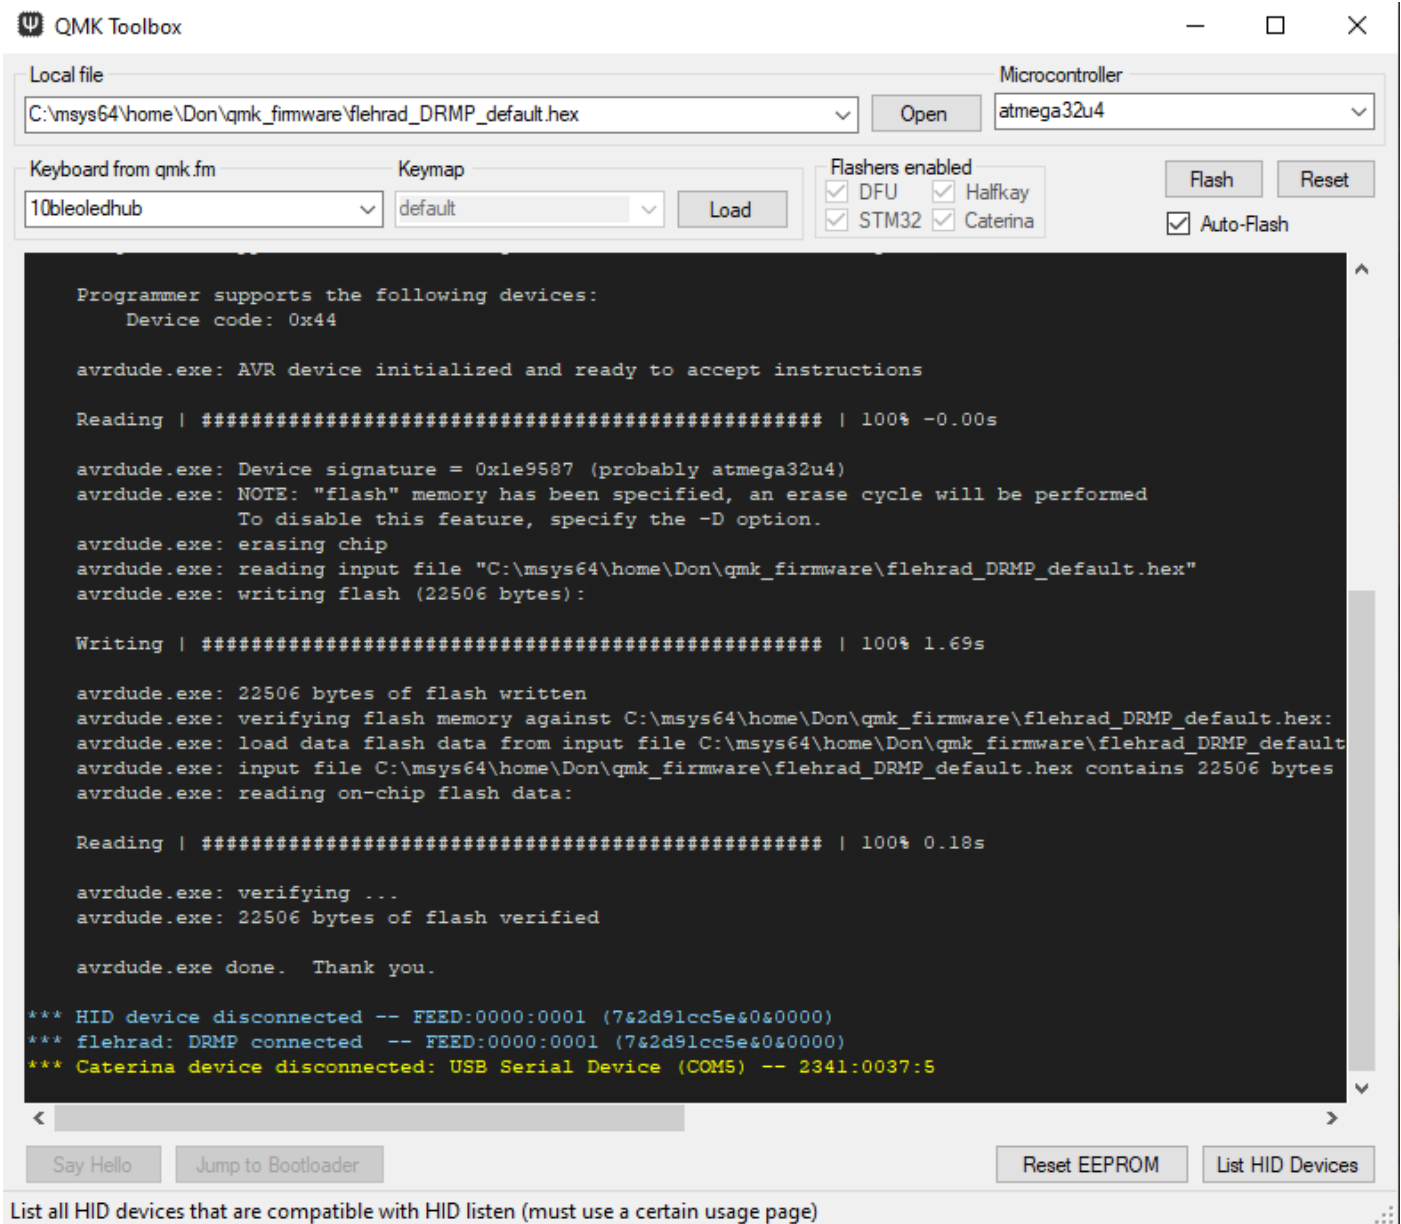 QMK Toolbox
Local file
Microcontroller
C:\msys64\home\Don\qmk_firmware\flehrad_DRMP_default.hex
Open
atmega32u4
Keyboard from qmk.fm
Keymap
Flashers enabled
10bleoledhub
default
Load
DFU
Halfkay
STM32
Caterina
Flash
Reset
Auto-Flash
Programmer supports the following devices:
Device code: 0x44
avrdude.exe: AVR device initialized and ready to accept instructions
Reading | ################################################## | 100% -0.00s
avrdude.exe: Device signature = 0x1e9587 (probably atmega32u4)
avrdude.exe: NOTE: "flash" memory has been specified, an erase cycle will be performed
To disable this feature, specify the -D option.
avrdude.exe: erasing chip
avrdude.exe: reading input file "C:\msys64\home\Don\qmk_firmware\flehrad_DRMP_default.hex"
avrdude.exe: writing flash (22506 bytes):
Writing | ################################################## | 100% 1.69s
avrdude.exe: 22506 bytes of flash written
avrdude.exe: verifying flash memory against C:\msys64\home\Don\qmk_firmware\flehrad_DRMP_default.hex:
avrdude.exe: load data flash data from input file C:\msys64\home\Don\qmk_firmware\flehrad_DRMP_default
avrdude.exe: input file C:\msys64\home\Don\qmk_firmware\flehrad_DRMP_default.hex contains 22506 bytes
avrdude.exe: reading on-chip flash data:
Reading | ################################################## | 100% 0.18s
avrdude.exe: verifying ...
avrdude.exe: 22506 bytes of flash verified
avrdude.exe done.  Thank you.
*** HID device disconnected -- FEED:0000:0001 (7&2d91cc5e&0&0000)
*** flehrad: DRMP connected  -- FEED:0000:0001 (7&2d91cc5e&0&0000)
*** Caterina device disconnected: USB Serial Device (COM5) -- 2341:0037:5
Say Hello
Jump to Bootloader
Reset EEPROM
List HID Devices
List all HID devices that are compatible with HID listen (must use a certain usage page)